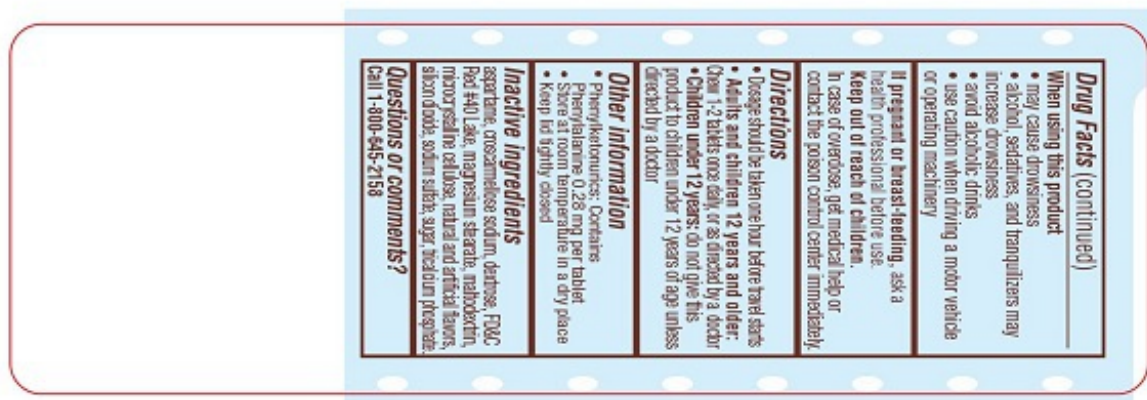 Drug Facts (continued)
When using this product
• may cause drowsiness
• alcohol, sedatives, and tranquilizers may
increase drowsiness
• avoid alcoholic drinks
• use caution when driving a motor vehicle
or operating machinery
If pregnant or breast-feeding, ask a
health professional before use.
Keep out of reach of children.
In case of overdose, get medical help or
contact the poison control center immediately.
Directions
• Dosage should be taken one hour before travel starts
• Adults and children 12 years and older:
Chew 1-2 tablets once daily, or as directed by a doctor
• Children under 12 years: do not give this
product to children under 12 years of age unless
directed by a doctor
Other information
• Phenylketonurics: Contains
Phenylalanine 0.28 mg per tablet
• Store at room temperature in a dry place
• Keep lid tightly closed
Inactive ingredients
aspartame, croscarmellose sodium, dextrose, FD&C
Red #40 Lake, magnesium stearate, maltodextrin,
microcrystalline cellulose, natural and artificial flavors,
silicon dioxide, sodium sulfate, sugar, tricalcium phosphate.
Questions or comments?
Call 1-800-645-2158